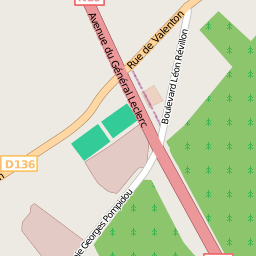 Avenue du Général Leclerc
Rue de Valenton
Boulevard Léon Révillon
D136
Georges Pompidou